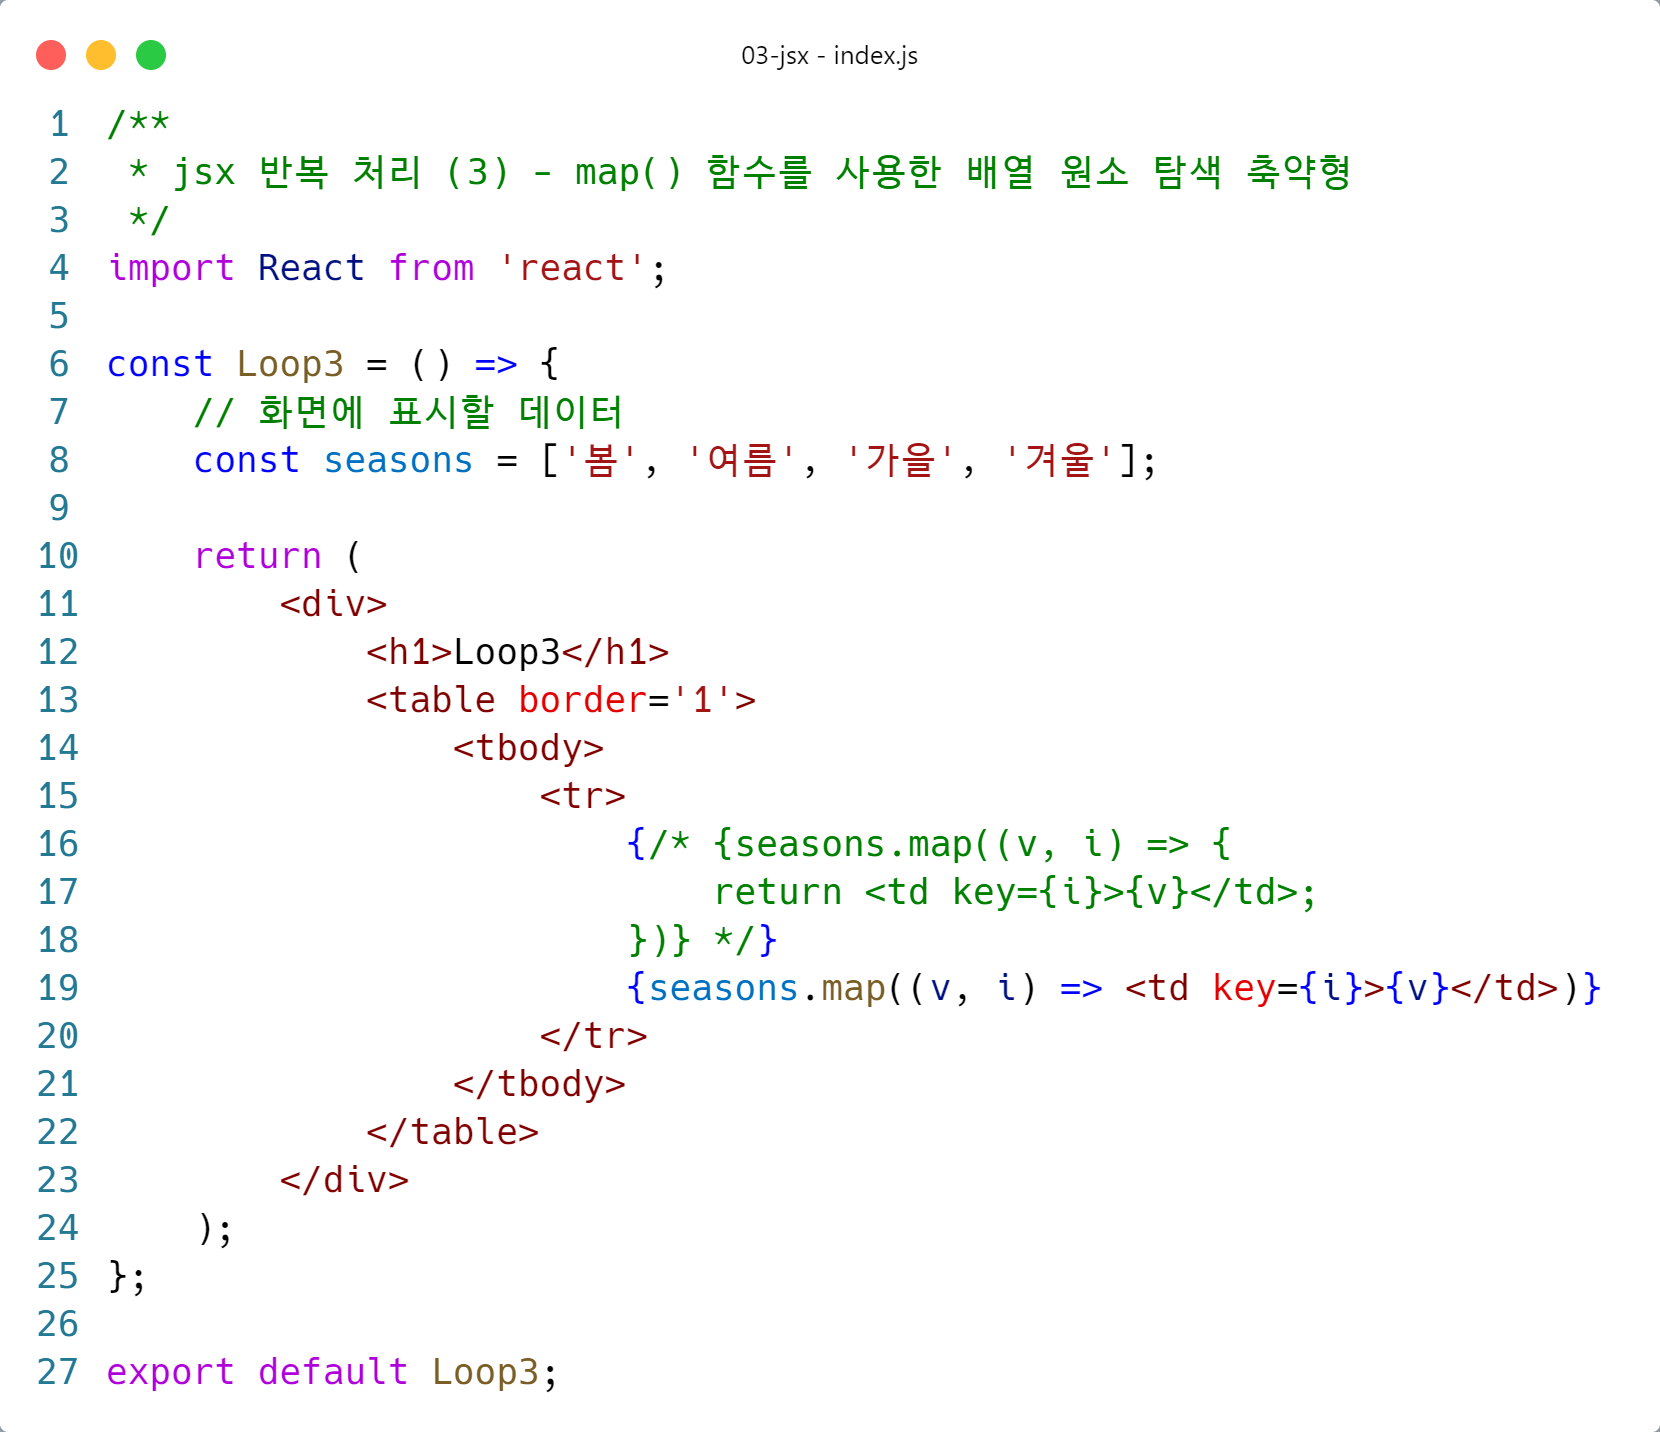 03-jsx - index.js
1 /**
2  * jsx 반복 처리 (3) - map() 함수를 사용한 배열 원소 탐색 축약형
3  */
4 import React from 'react';
5
6 const Loop3 = () => {
7     // 화면에 표시할 데이터
8     const seasons = ['봄', '여름', '가을', '겨울'];
9
10     return (
11         <div>
12             <h1>Loop3</h1>
13             <table border='1'>
14                 <tbody>
15                     <tr>
16                         {/* {seasons.map((v, i) => {
17                             return <td key={i}>{v}</td>;
18                         })} */}
19                         {seasons.map((v, i) => <td key={i}>{v}</td>)}
20                     </tr>
21                 </tbody>
22             </table>
23         </div>
24     );
25 };
26
27 export default Loop3;